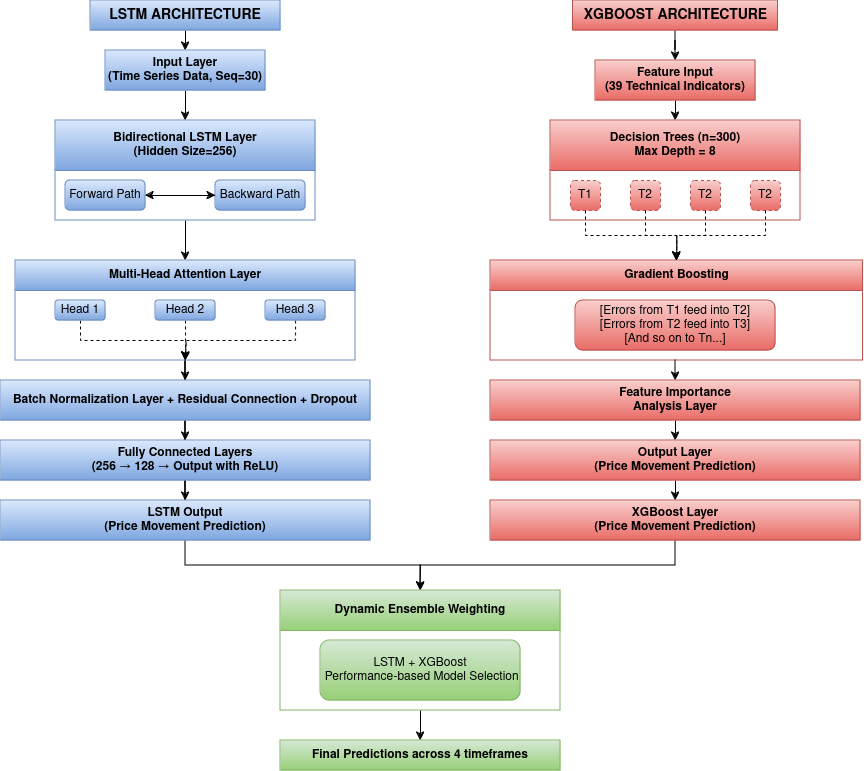 LSTM ARCHITECTURE
Input Layer
(Time Series Data, Seq=30)
Bidirectional LSTM Layer
(Hidden Size=256)
Forward Path
Backward Path
Multi-Head Attention Layer
Head 1
Head 2
Head 3
Batch Normalization Layer + Residual Connection + Dropout
Fully Connected Layers
(256 → 128 → Output with ReLU)
LSTM Output
(Price Movement Prediction)
XGBOOST ARCHITECTURE
Feature Input
(39 Technical Indicators)
Decision Trees (n=300)
Max Depth = 8
T1
T2
T2
T2
Gradient Boosting
[Errors from T1 feed into T2]
[Errors from T2 feed into T3]
[And so on to Tn...]
Feature Importance
Analysis Layer
Output Layer
(Price Movement Prediction)
XGBoost Layer
(Price Movement Prediction)
Dynamic Ensemble Weighting
LSTM + XGBoost
Performance-based Model Selection
Final Predictions across 4 timeframes